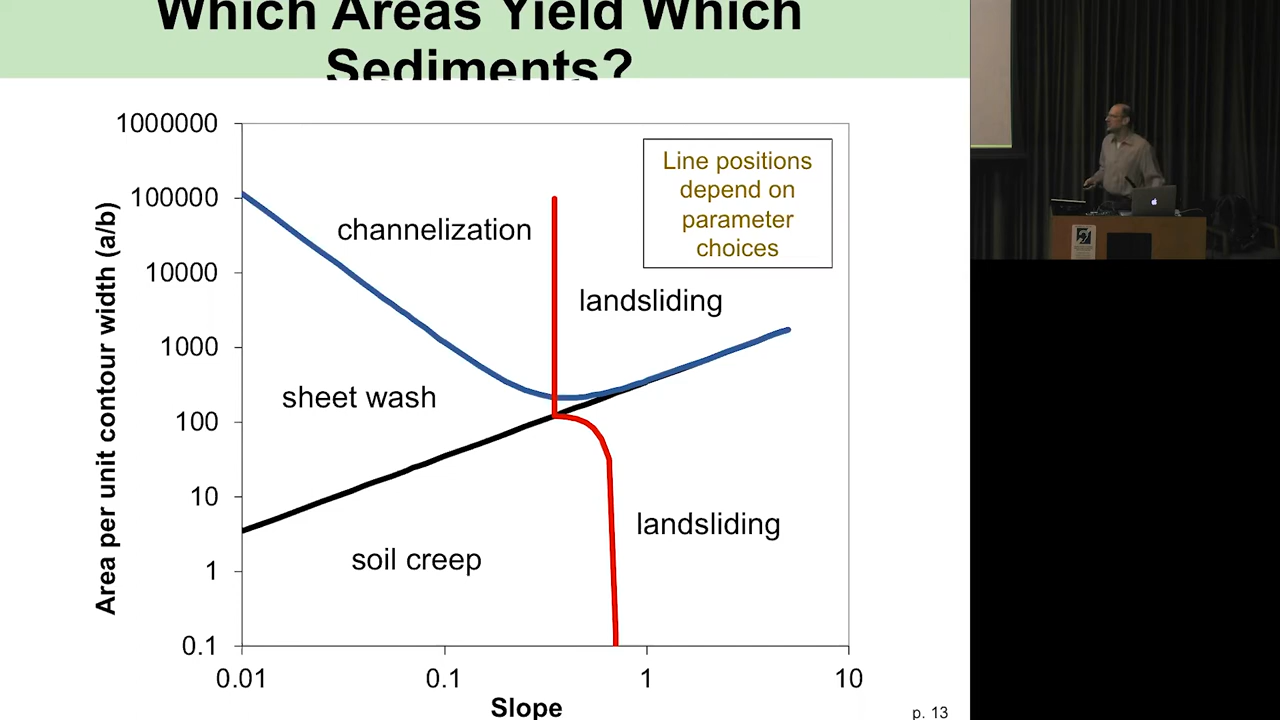 Which Areas Yield Which
Sediments?
1000000
100000
10000
1000
100
10
1
0.1
Area per unit contour width (a/b)
0.01
0.1
1
10
Slope
channelization
Line positions
depend on
parameter
choices
landsliding
sheet wash
landsliding
soil creep
p. 13